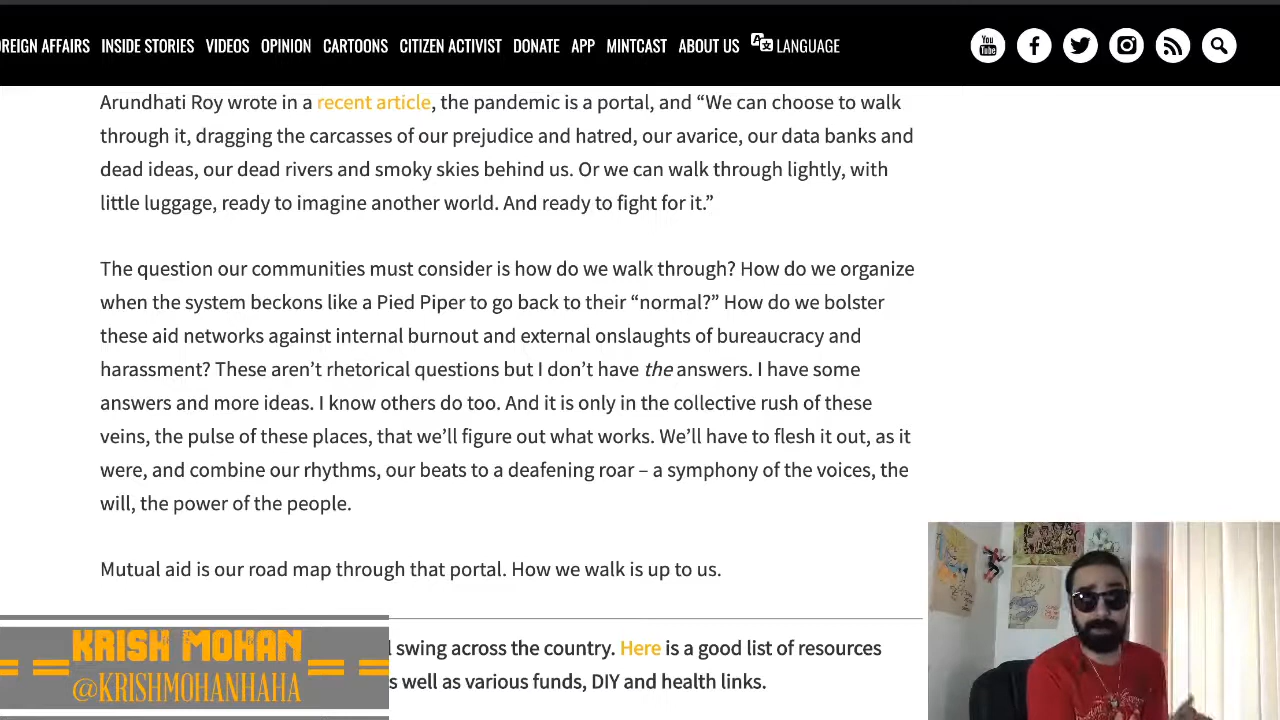 OREIGN AFFAIRS INSIDE STORIES VIDEOS OPINION CARTOONS CITIZEN ACTIVIST DONATE APP MINTCAST ABOUT US LANGUAGE
You Tube
Arundhati Roy wrote in a recent article, the pandemic is a portal, and “We can choose to walk
through it, dragging the carcasses of our prejudice and hatred, our avarice, our data banks and
dead ideas, our dead rivers and smoky skies behind us. Or we can walk through lightly, with
little luggage, ready to imagine another world. And ready to fight for it.”
The question our communities must consider is how do we walk through? How do we organize
when the system beckons like a Pied Piper to go back to their “normal?” How do we bolster
these aid networks against internal burnout and external onslaughts of bureaucracy and
harassment? These aren’t rhetorical questions but I don’t have the answers. I have some
answers and more ideas. I know others do too. And it is only in the collective rush of these
veins, the pulse of these places, that we’ll figure out what works. We’ll have to flesh it out, as it
were, and combine our rhythms, our beats to a deafening roar – a symphony of the voices, the
will, the power of the people.
Mutual aid is our road map through that portal. How we walk is up to us.
l swing across the country. Here is a good list of resources
s well as various funds, DIY and health links.
KRISH MOHAN
@KRISHMOHANHAHA